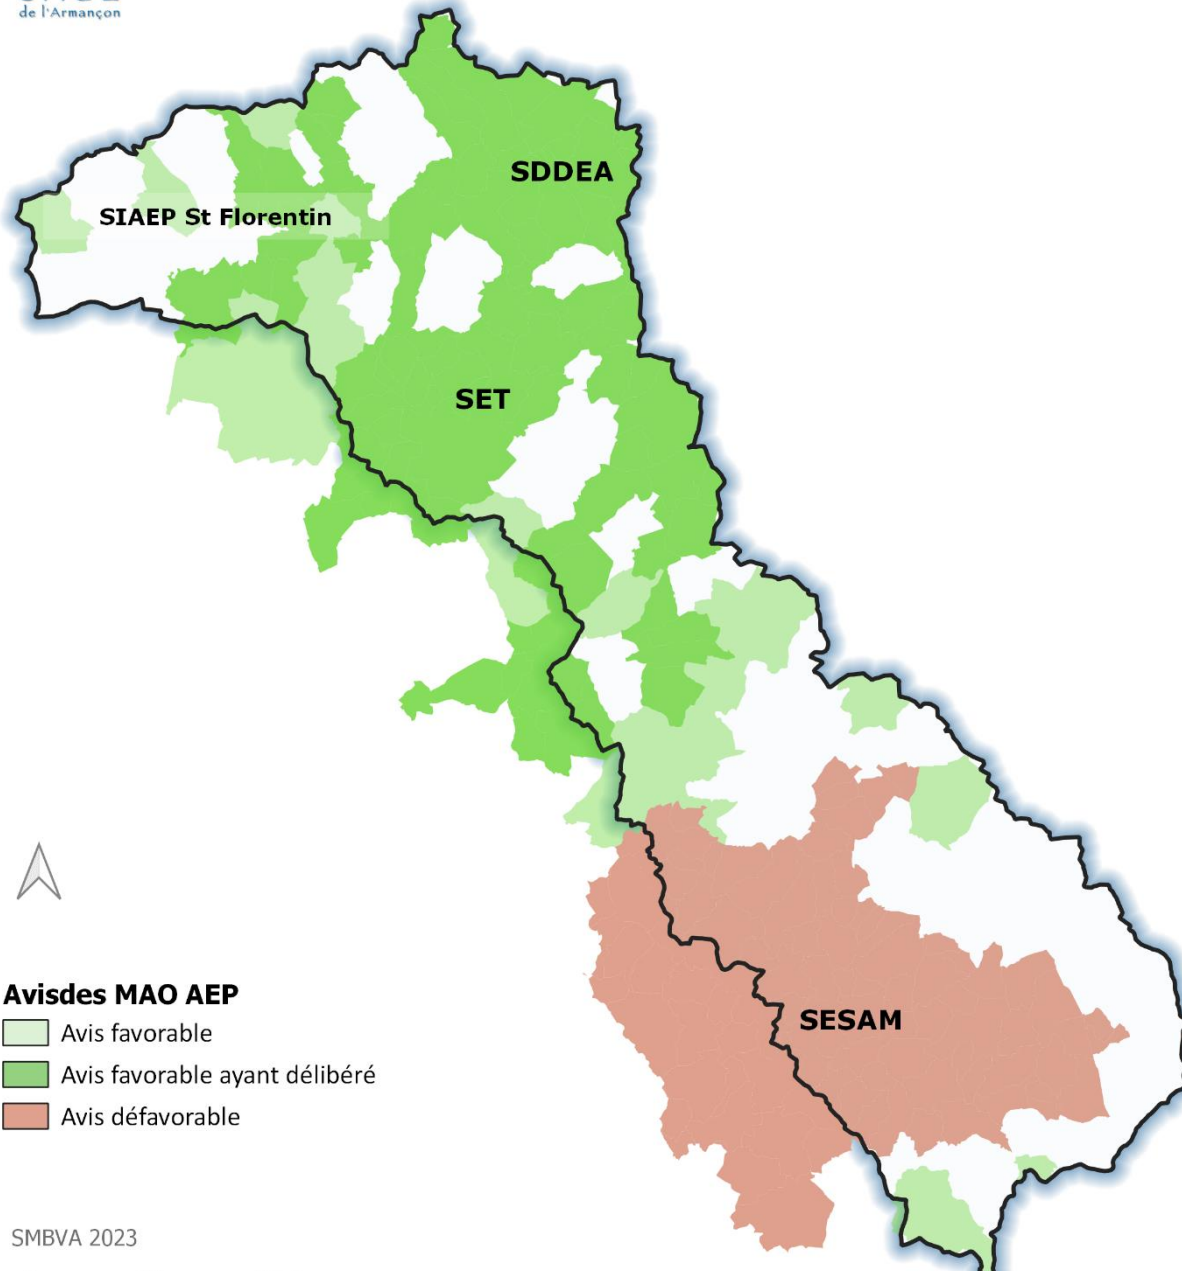 de l'Armançon
SDDEA
SIAEP St Florentin
SET
SESAM
Avisdes MAO AEP
Avis favorable
Avis favorable ayant délibéré
Avis défavorable
SMBVA 2023